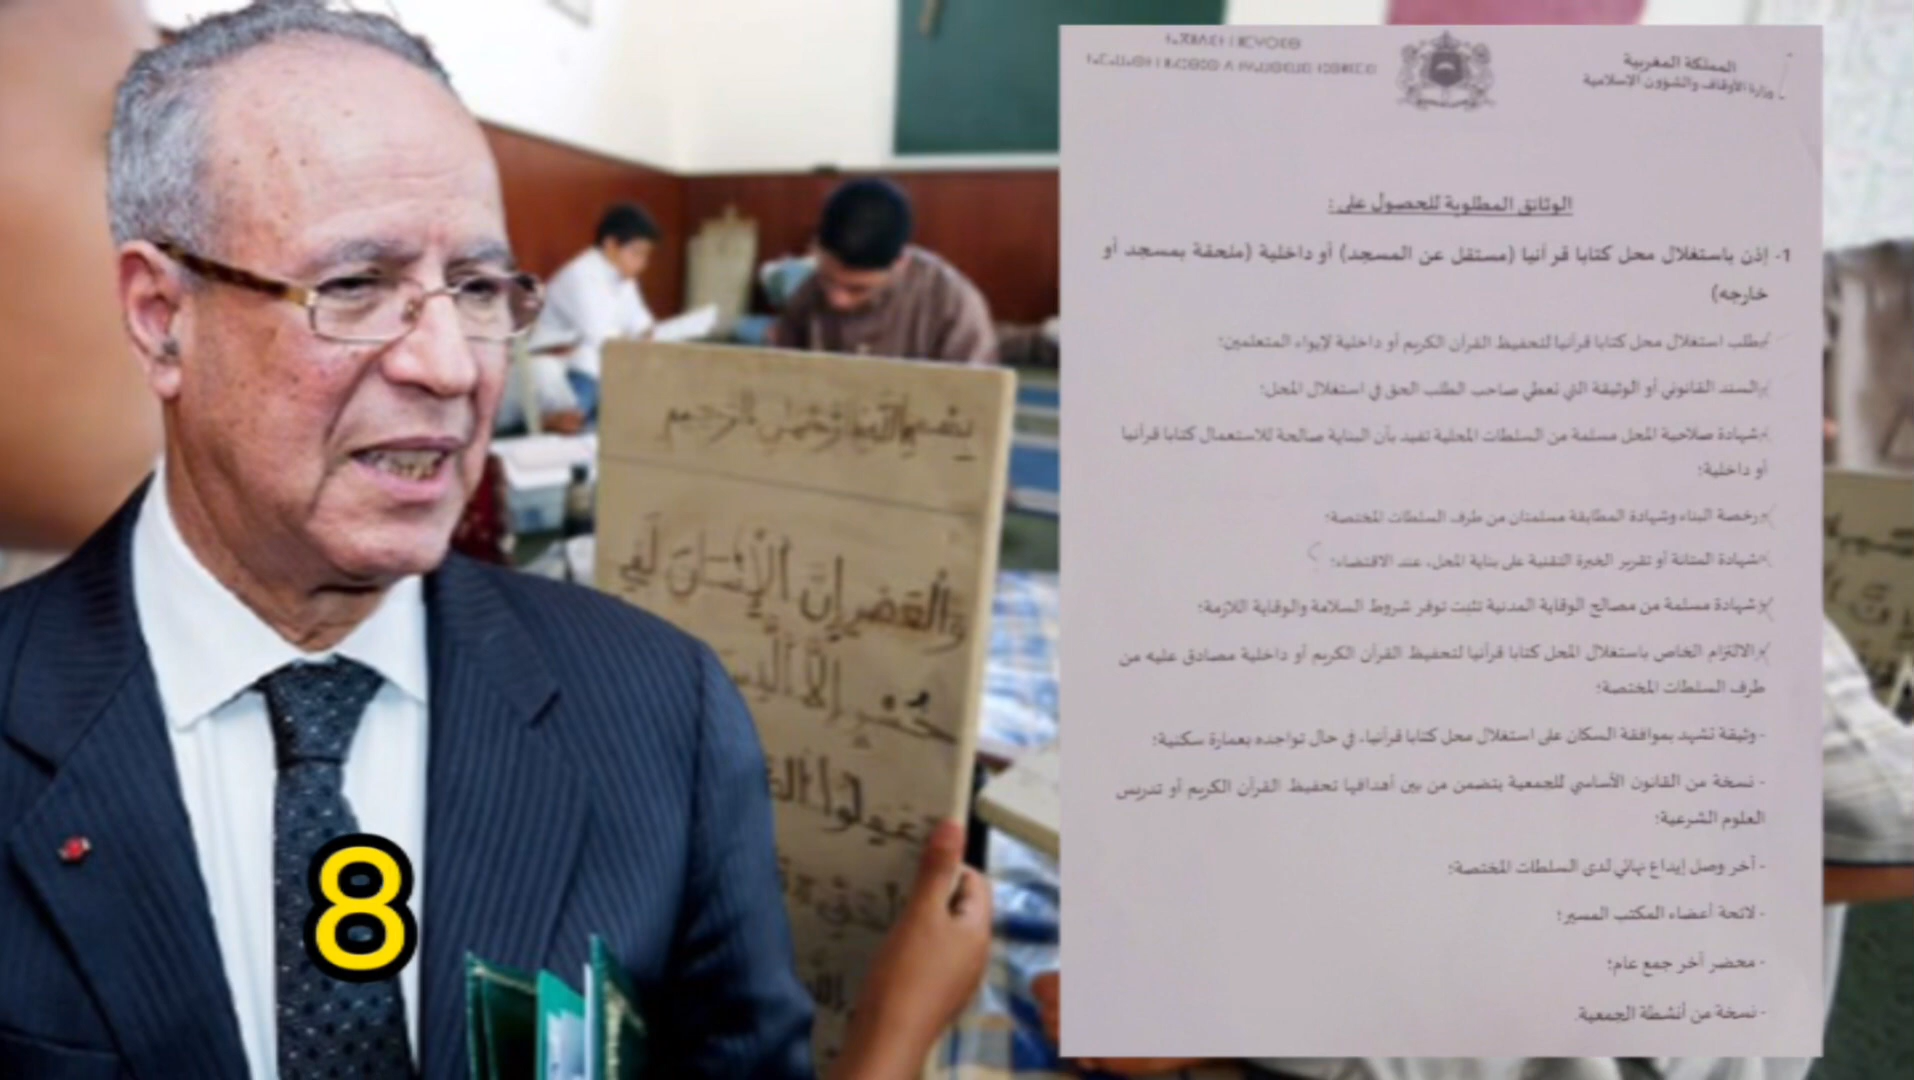 المملكة المغربية
وزارة الأوقاف والشؤون الإسلامية
الوثائق المطلوبة للحصول على :
1- إذن باستغلال محل كتابا قرآنيا (مستقل عن المسجد) أو داخلية (ملحقة بمسجد أو
خارجه)
طلب استغلال محل كتابا قرآنيا لتحفيظ القرآن الكريم أو داخلية لإيواء المتعلمين؛
السند القانوني أو الوثيقة التي تعطي صاحب الطلب الحق في استغلال المحل؛
شهادة صلاحية المحل مسلمة من السلطات المحلية تفيد بأن البناية صالحة للاستعمال كتابا قرآنيا
أو داخلية؛
رخصة البناء وشهادة المطابقة مسلمتان من طرف السلطات المختصة؛
شهادة المتانة أو تقرير الخبرة التقنية على بناية المحل، عند الاقتضاء؛
شهادة مسلمة من مصالح الوقاية المدنية تثبت توفر شروط السلامة والوقاية اللازمة؛
الالتزام الخاص باستغلال المحل كتابا قرآنيا لتحفيظ القرآن الكريم أو داخلية مصادق عليه من
طرف السلطات المختصة؛
- وثيقة تشهد بموافقة السكان على استغلال محل كتابا قرآنيا، في حال تواجده بعمارة سكنية؛
- نسخة من القانون الأساسي للجمعية يتضمن من بين أهدافها تحفيظ القرآن الكريم أو تدريس
العلوم الشرعية؛
- آخر وصل إيداع نهائي لدى السلطات المختصة؛
- لائحة أعضاء المكتب المسير؛
- محضر آخر جمع عام؛
- نسخة من أنشطة الجمعية.
بسم الله الرحمن الرحيم
والعصر إن الإنسان لفي
خسر إلا
8